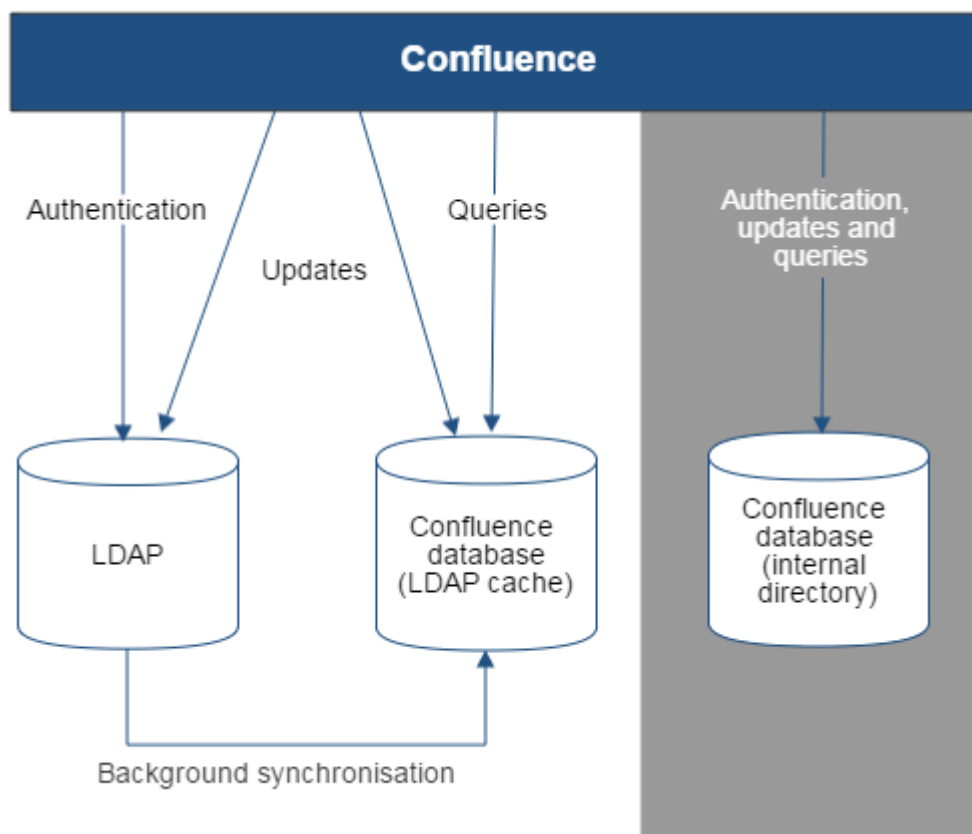 Confluence
Authentication
Updates
Queries
Authentication,
updates and
queries
LDAP
Confluence
database
(LDAP cache)
Confluence
database
(internal
directory)
Background synchronisation